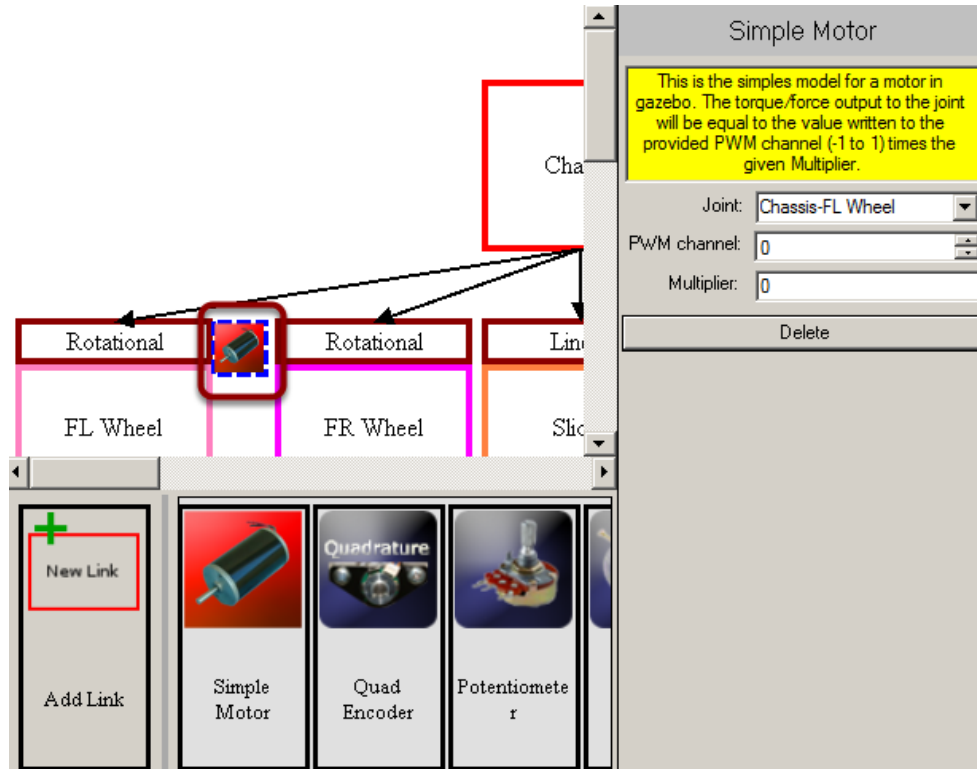 Simple Motor
This is the simples model for a motor in
gazebo. The torque/force output to the joint
will be equal to the value written to the
provided PWM channel (-1 to 1) times the
given Multiplier.
Joint:
Chassis-FL Wheel
PWM channel:
0
Multiplier:
0
Delete
Cha
Rotational
Rotational
Line
FL Wheel
FR Wheel
Slid
New Link
Add Link
Simple
Motor
Quadrature
Quad
Encoder
Potentiomete
r